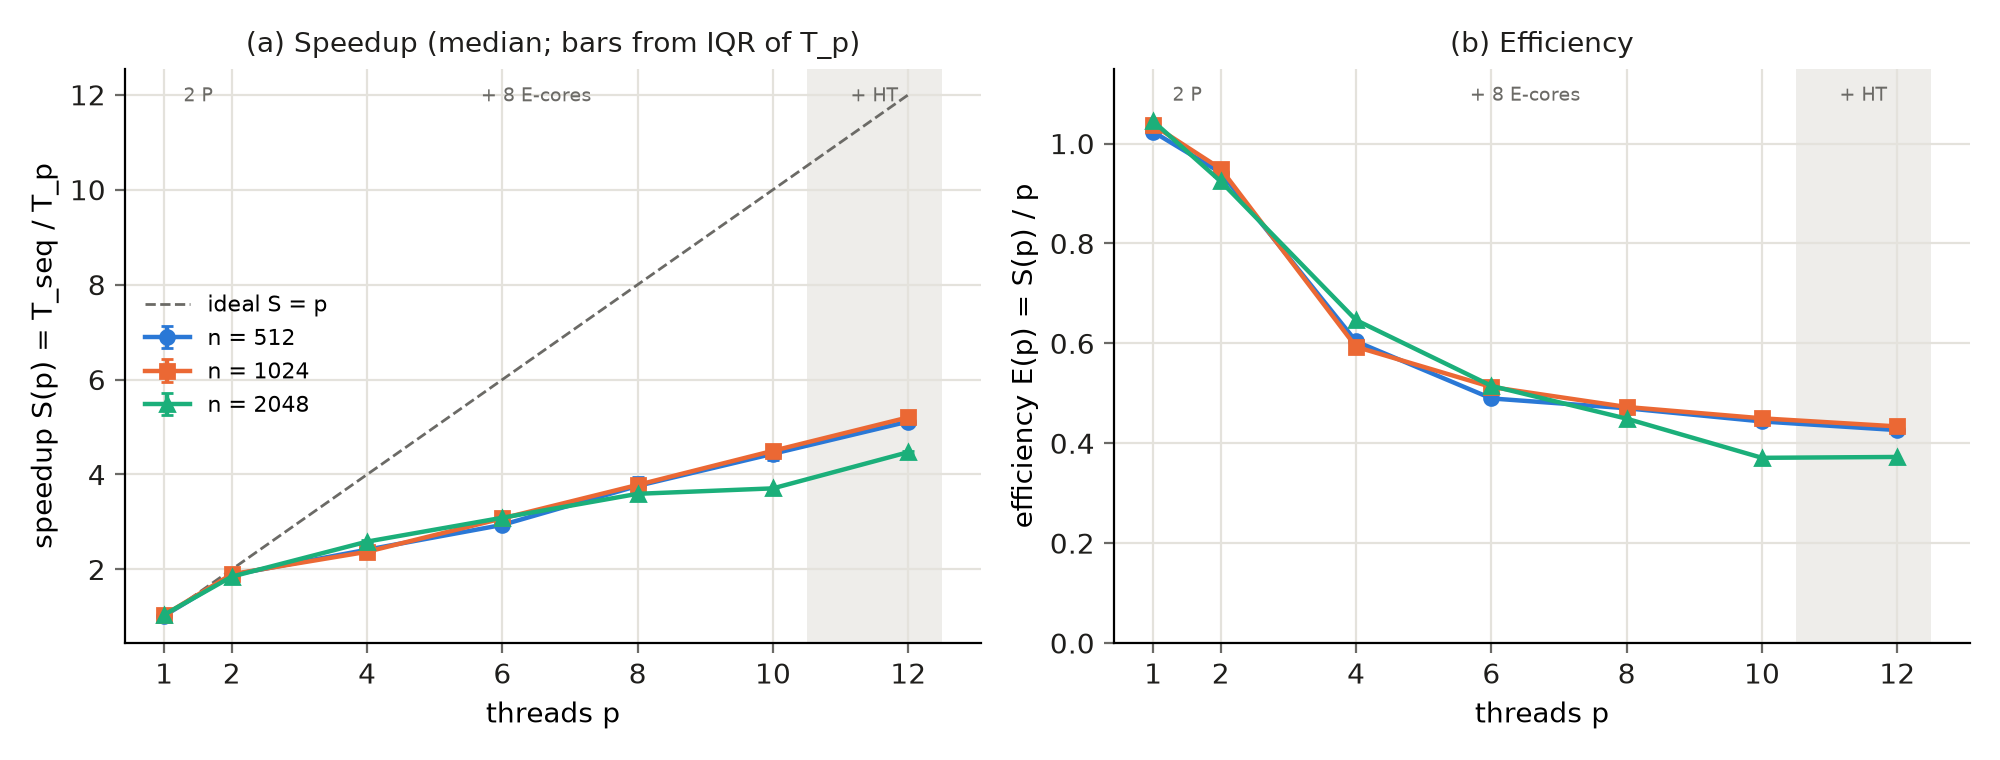 (a) Speedup (median; bars from IQR of T_p)
speedup S(p) = T_seq / T_p
12
10
8
6
4
2
2 P
+ 8 E-cores
+ HT
ideal S = p
n = 512
n = 1024
n = 2048
1 2 4 6 8 10 12
threads p
(b) Efficiency
efficiency E(p) = S(p) / p
1.0
0.8
0.6
0.4
0.2
0.0
2 P
+ 8 E-cores
+ HT
1 2 4 6 8 10 12
threads p